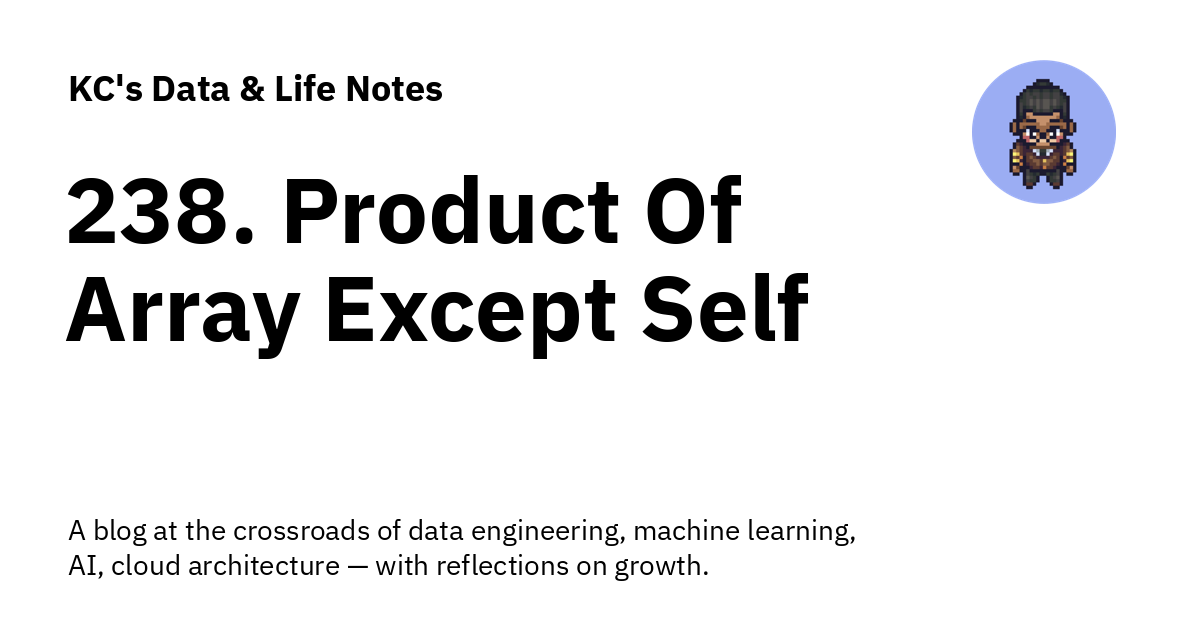 KC's Data & Life Notes
238. Product Of
Array Except Self
A blog at the crossroads of data engineering, machine learning,
AI, cloud architecture — with reflections on growth.